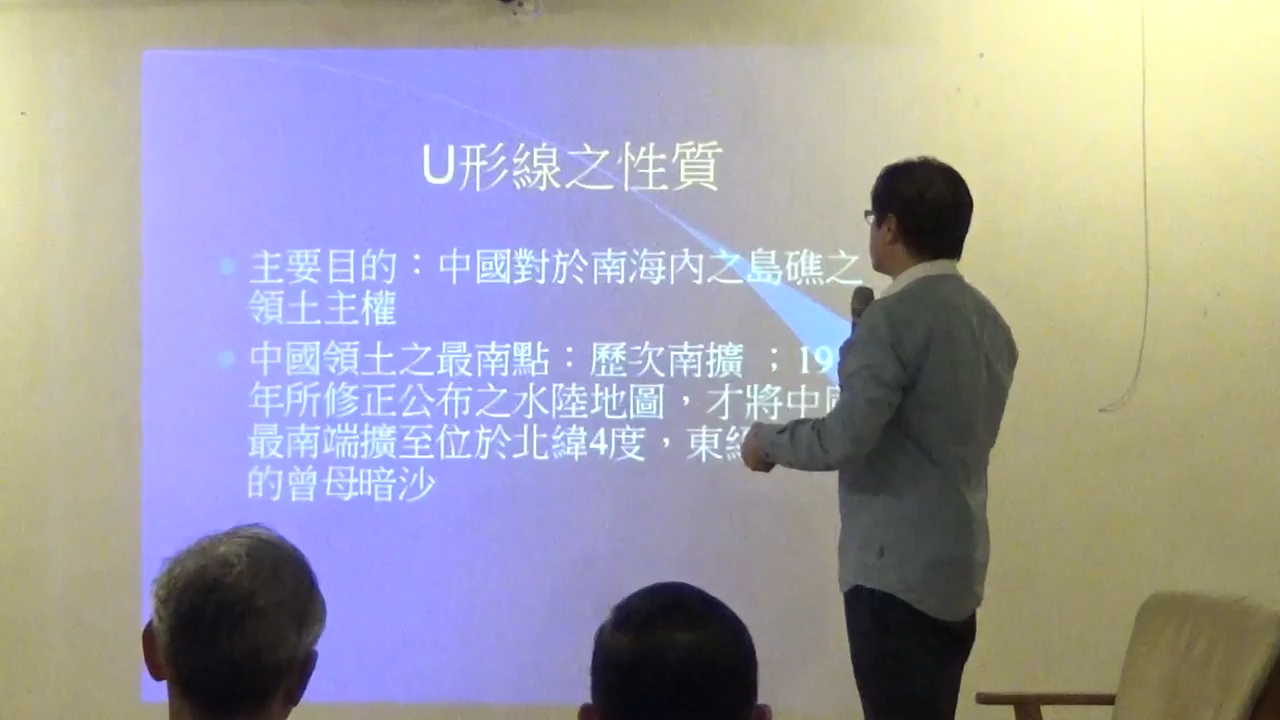 U形線之性質
主要目的：中國對於南海內之島礁之
領土主權
中國領土之最南點：歷次南擴 ；19
年所修正公布之水陸地圖，才將中
最南端擴至位於北緯4度，東
的曾母暗沙